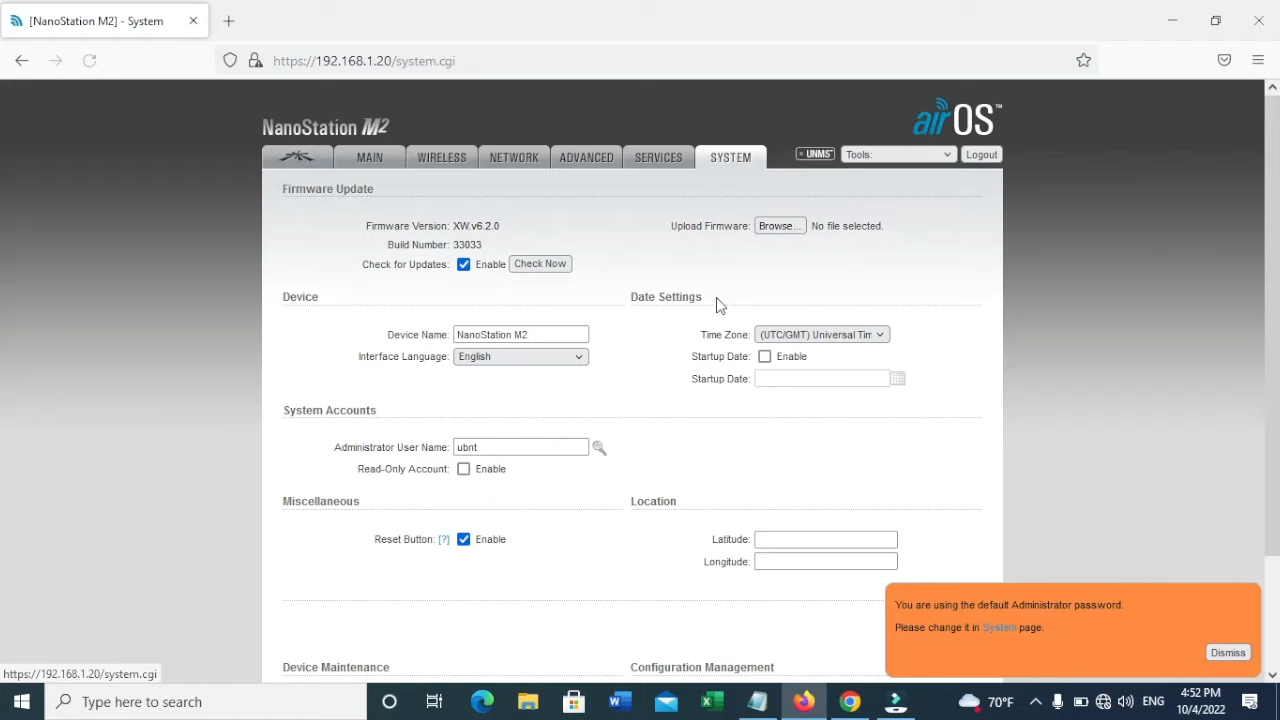 [NanoStation M2] - System
https://192.168.1.20/system.cgi
NanoStation M2
airOS™
MAIN WIRELESS NETWORK ADVANCED SERVICES SYSTEM UNMS™ Tools: Logout
Firmware Update
Firmware Version: XW.v6.2.0 Upload Firmware: Browse... No file selected.
Build Number: 33033
Check for Updates: Enable Check Now
Device Date Settings
Device Name: NanoStation M2 Time Zone: (UTC/GMT) Universal Tim
Interface Language: English Startup Date: Enable
Startup Date:
System Accounts
Administrator User Name: ubnt
Read-Only Account: Enable
Miscellaneous Location
Reset Button: [?] Enable Latitude:
Longitude:
You are using the default Administrator password.
Please change it in System page.
Dismiss
Device Maintenance Configuration Management
https://192.168.1.20/system.cgi
Type here to search 70°F ENG 4:52 PM
10/4/2022